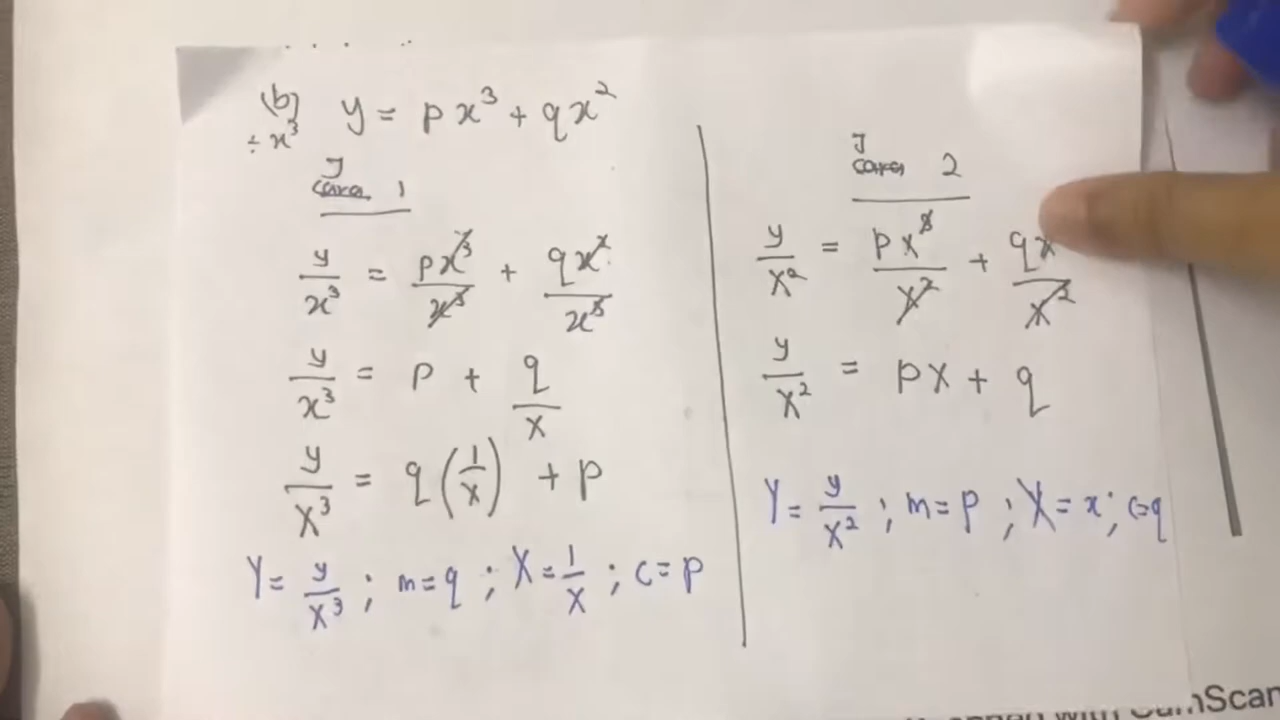 (b) y = px³ + qx²
÷ x³
Cara 1
y/x³ = px³/x³ + qx²/x³
y/x³ = p + q/x
y/x³ = q(1/x) + p
Y = y/x³ ; m = q ; X = 1/x ; c = p
Cara 2
y/x² = px³/x² + qx/x²
y/x² = px + q
Y = y/x² ; m = p ; X = x ; c = q